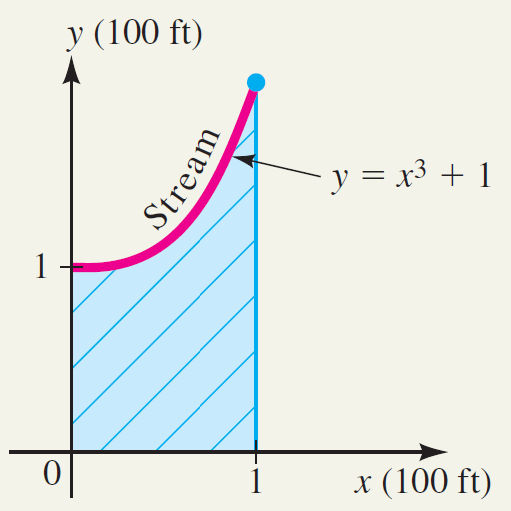 y (100 ft)
Stream
y = x³ + 1
1
0
1
x (100 ft)